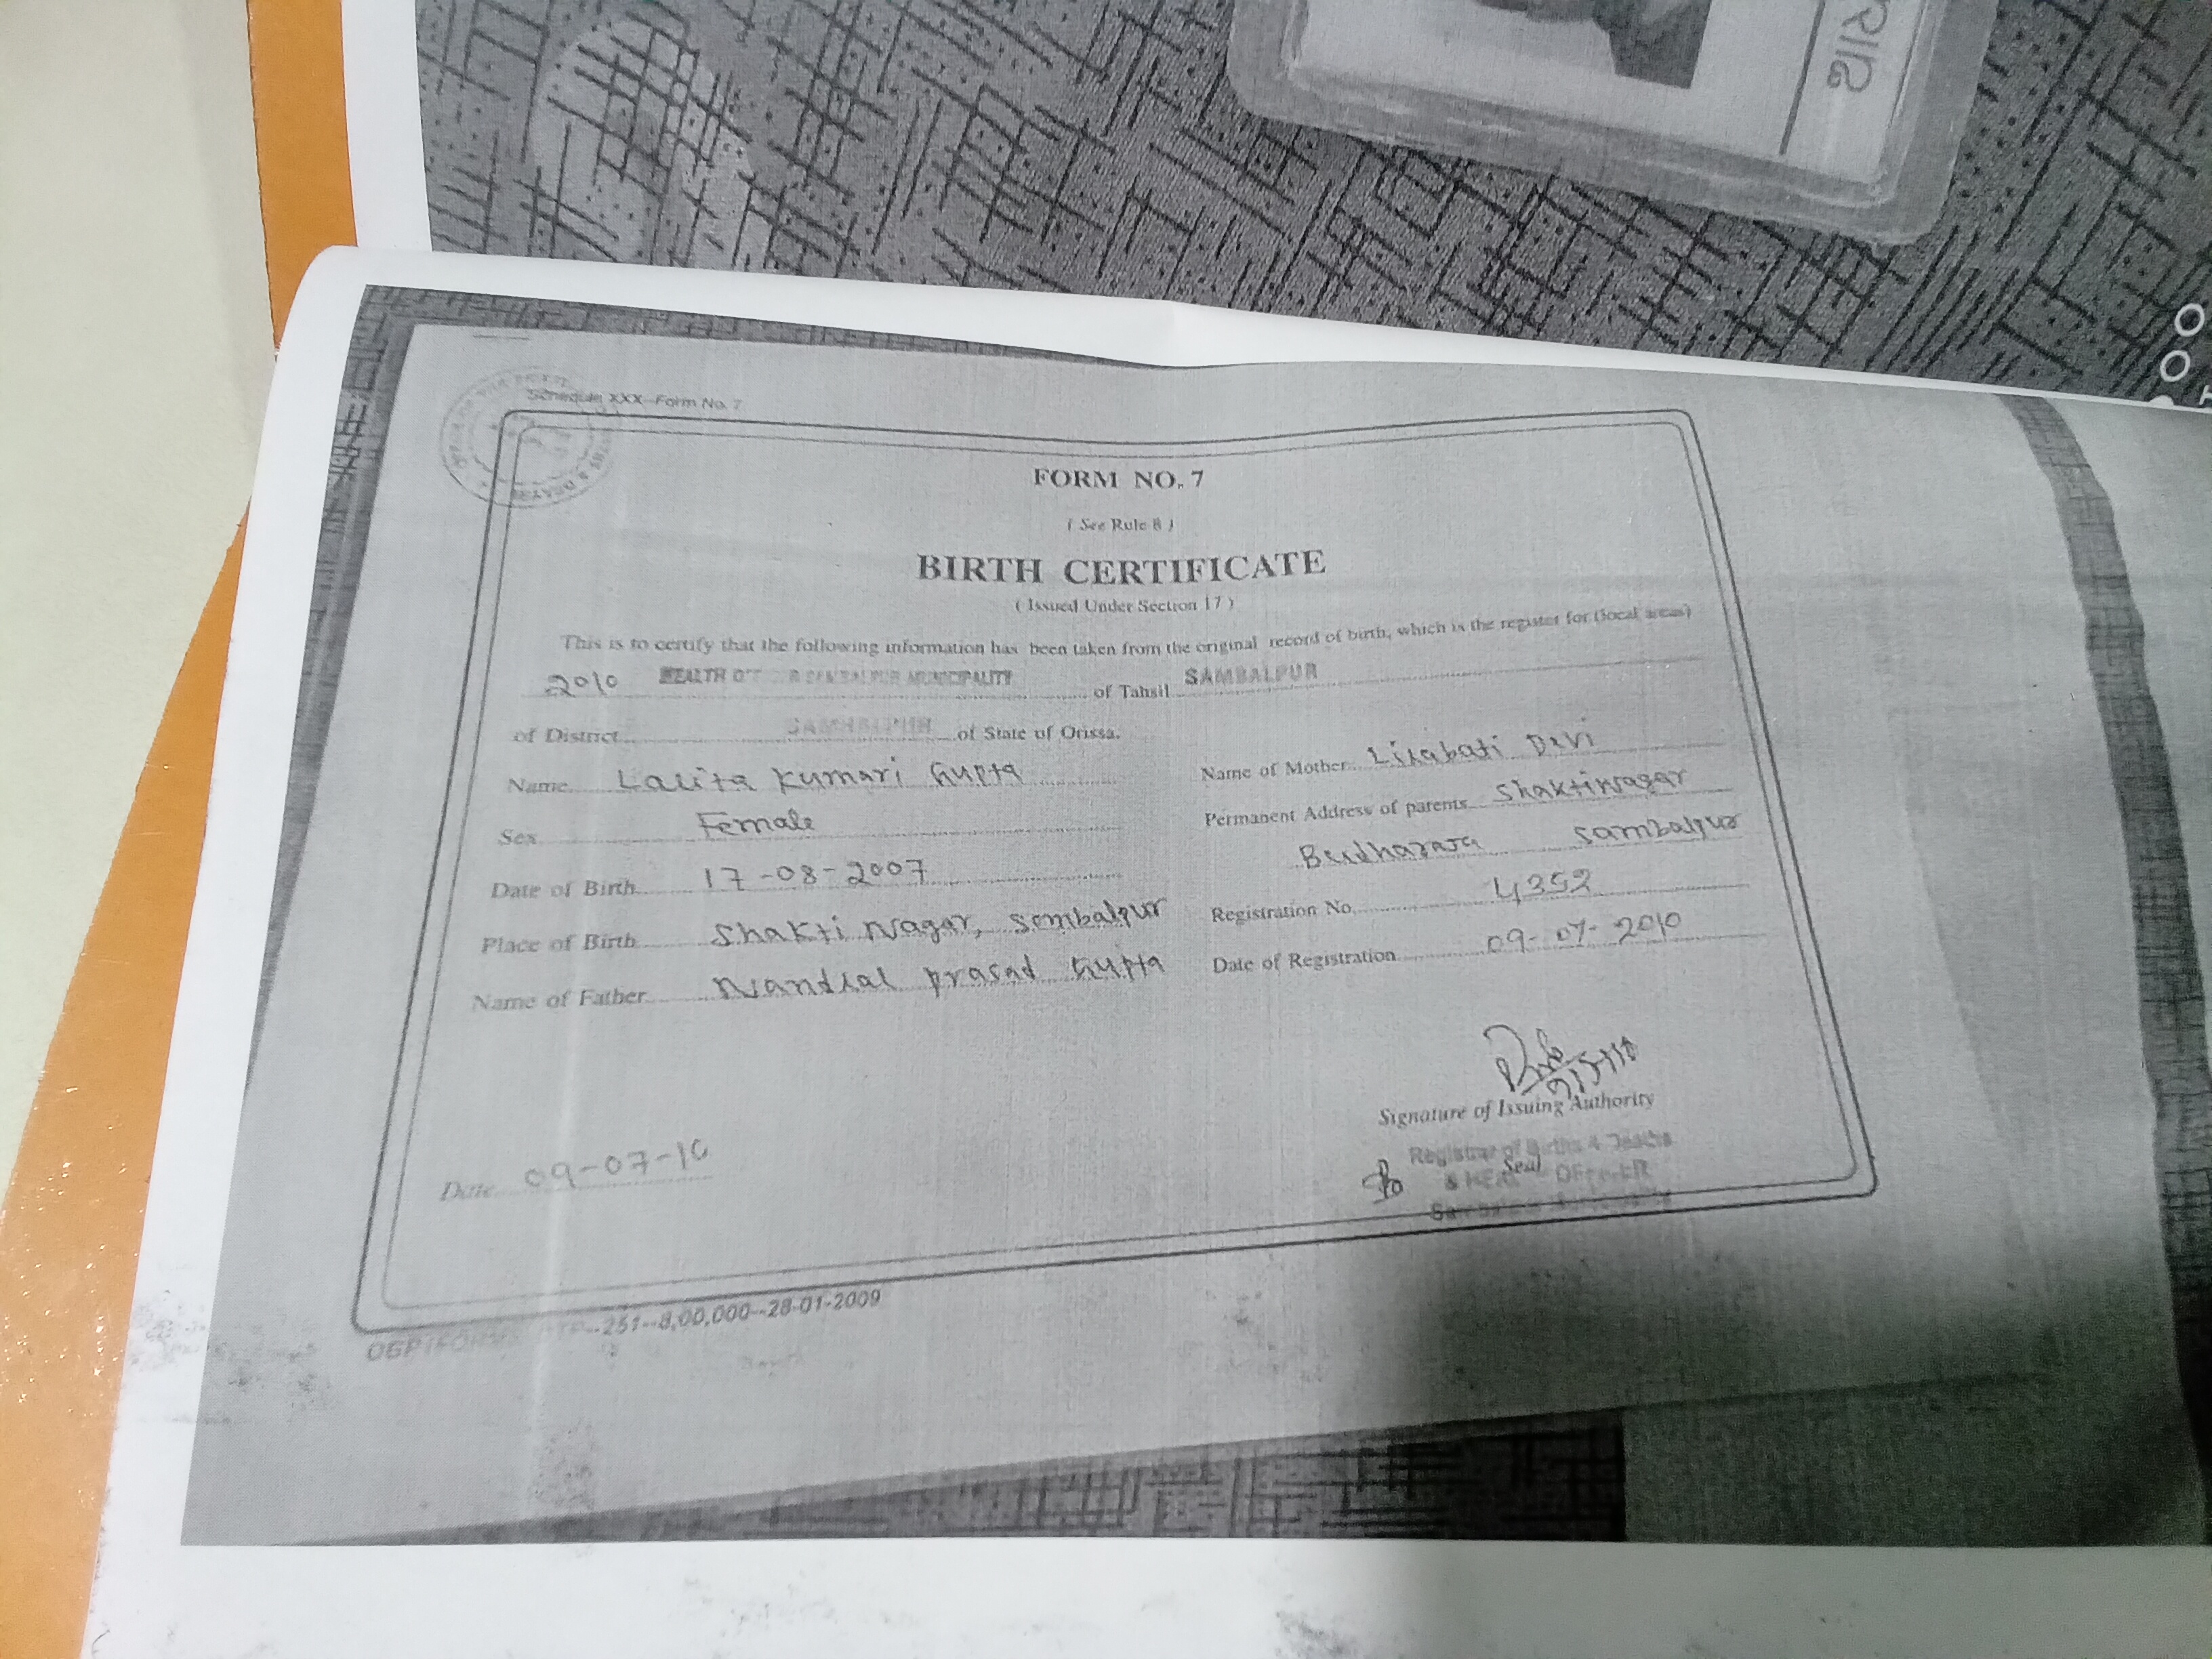 ରାଓ
Schedule XXX--Form No. 7
BIRTHS & DEATHS
FORM NO. 7
( See Rule 8 )
BIRTH CERTIFICATE
( Issued Under Section 17 )
This is to certify that the following information has been taken from the original record of birth, which is the register for (local areas)
2010 HEALTH SAMBALPUR MUNICIPALITY of Tahsil SAMBALPUR
of District SAMBALPUR of State of Orissa.
Name Lalita Kumari Gupta
Sex Female
Date of Birth 17-08-2007
Place of Birth Shakti Nagar, Sambalpur
Name of Father Nandlal prasad Gupta
Name of Mother Lilabati Devi
Permanent Address of parents Shaktinagar
Budharaja Sambalpur
Registration No. 4352
Date of Registration 09-07-2010
Signature of Issuing Authority
Registrar of Births & Deaths
Seal
Date 09-07-10
251--8,00,000--28-01-2009